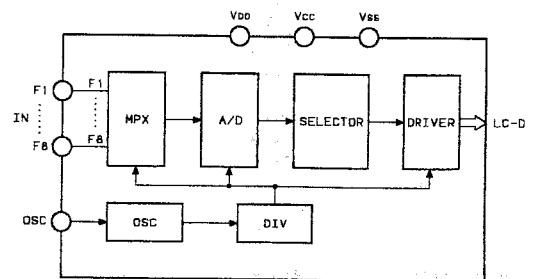 VDD VCC VSS
F1 F1
IN MPX A/D SELECTOR DRIVER LC-D
F8 F8
OSC OSC DIV